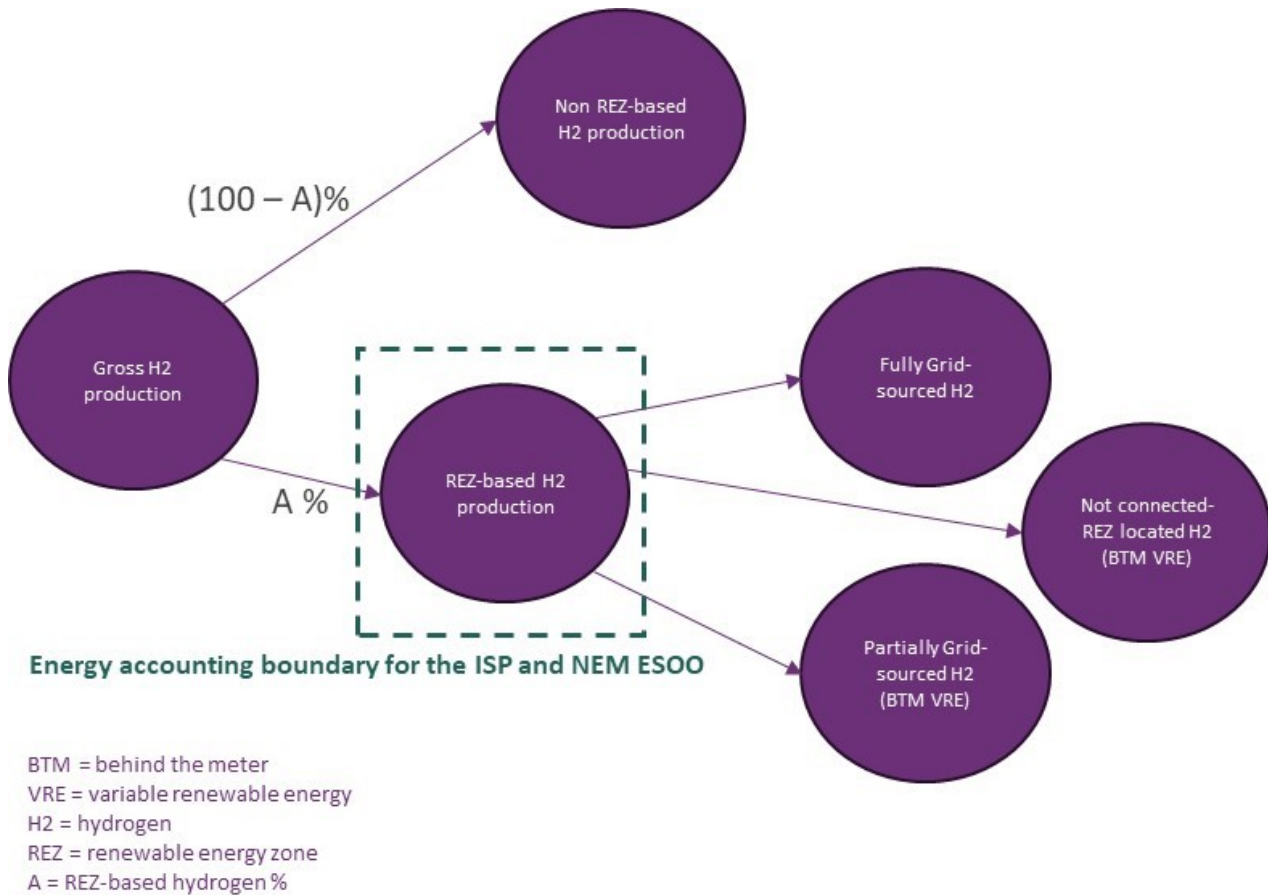 Non REZ-based
H2 production
(100 – A)%
Gross H2
production
A %
REZ-based H2
production
Fully Grid-
sourced H2
Not connected-
REZ located H2
(BTM VRE)
Partially Grid-
sourced H2
(BTM VRE)
Energy accounting boundary for the ISP and NEM ESOO
BTM = behind the meter
VRE = variable renewable energy
H2 = hydrogen
REZ = renewable energy zone
A = REZ-based hydrogen %